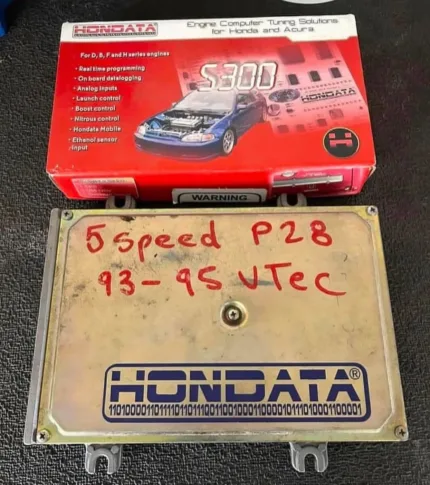 HONDATA
Engine Computer Tuning Solutions
for Honda and Acura
For D, B, F and H series engines
• Real time programming
• On board datalogging
• Analog inputs
• Launch control
• Boost control
• Nitrous control
• Hondata Mobile
• Ethanol sensor
input
S300
HONDATA
WARNING
5 speed P28
93-95 VTec
HONDATA®